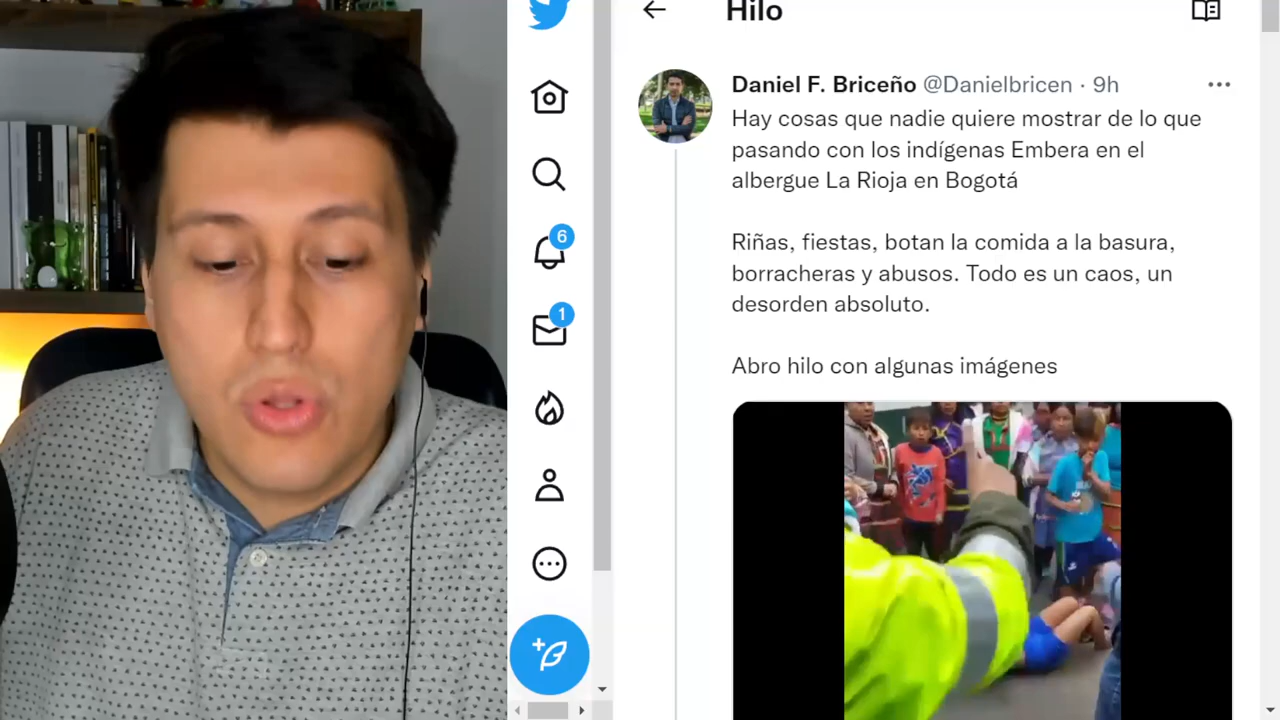 Hilo
Daniel F. Briceño @Danielbricen · 9h
Hay cosas que nadie quiere mostrar de lo que
pasando con los indígenas Embera en el
albergue La Rioja en Bogotá
Riñas, fiestas, botan la comida a la basura,
borracheras y abusos. Todo es un caos, un
desorden absoluto.
Abro hilo con algunas imágenes
6
1